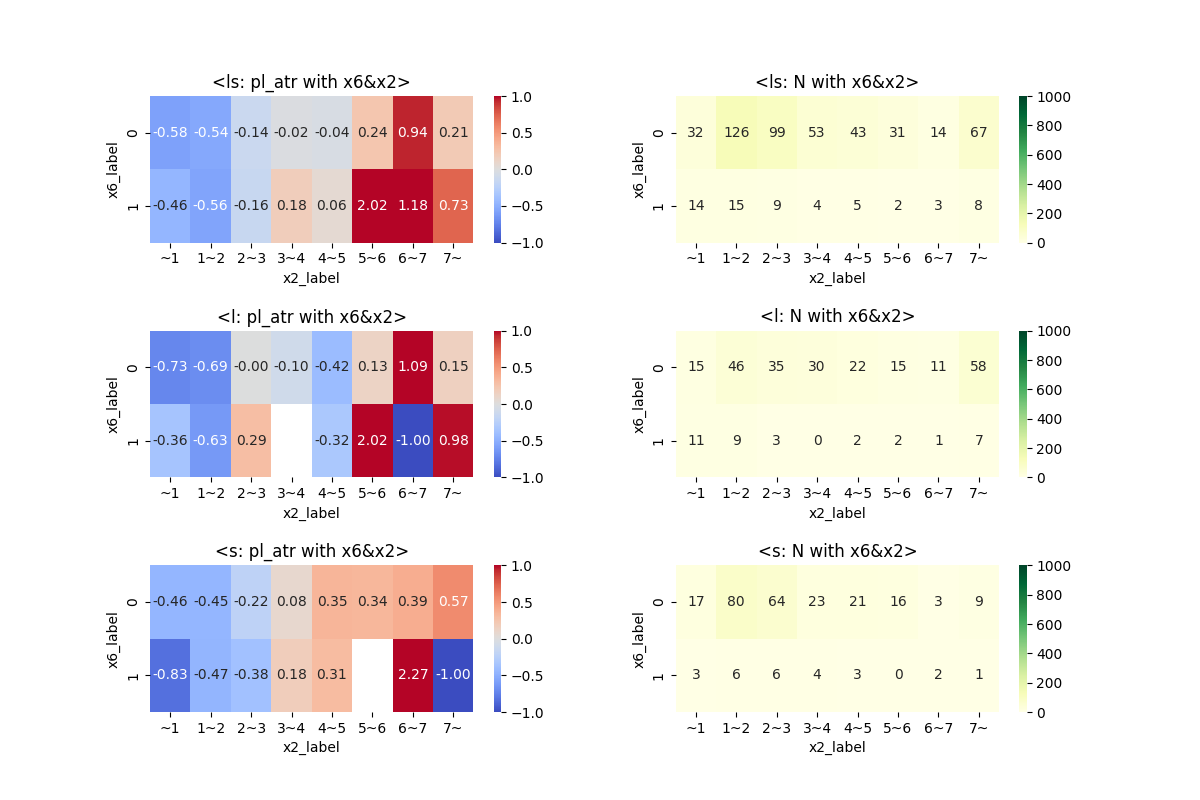 <ls: pl_atr with x6&x2>
x6_label
0 -0.58 -0.54 -0.14 -0.02 -0.04 0.24 0.94 0.21
1 -0.46 -0.56 -0.16 0.18 0.06 2.02 1.18 0.73
~1 1~2 2~3 3~4 4~5 5~6 6~7 7~
x2_label
1.0
0.5
0.0
−0.5
−1.0
<ls: N with x6&x2>
x6_label
0 32 126 99 53 43 31 14 67
1 14 15 9 4 5 2 3 8
~1 1~2 2~3 3~4 4~5 5~6 6~7 7~
x2_label
1000
800
600
400
200
0
<l: pl_atr with x6&x2>
x6_label
0 -0.73 -0.69 -0.00 -0.10 -0.42 0.13 1.09 0.15
1 -0.36 -0.63 0.29 -0.32 2.02 -1.00 0.98
~1 1~2 2~3 3~4 4~5 5~6 6~7 7~
x2_label
1.0
0.5
0.0
−0.5
−1.0
<l: N with x6&x2>
x6_label
0 15 46 35 30 22 15 11 58
1 11 9 3 0 2 2 1 7
~1 1~2 2~3 3~4 4~5 5~6 6~7 7~
x2_label
1000
800
600
400
200
0
<s: pl_atr with x6&x2>
x6_label
0 -0.46 -0.45 -0.22 0.08 0.35 0.34 0.39 0.57
1 -0.83 -0.47 -0.38 0.18 0.31 2.27 -1.00
~1 1~2 2~3 3~4 4~5 5~6 6~7 7~
x2_label
1.0
0.5
0.0
−0.5
−1.0
<s: N with x6&x2>
x6_label
0 17 80 64 23 21 16 3 9
1 3 6 6 4 3 0 2 1
~1 1~2 2~3 3~4 4~5 5~6 6~7 7~
x2_label
1000
800
600
400
200
0